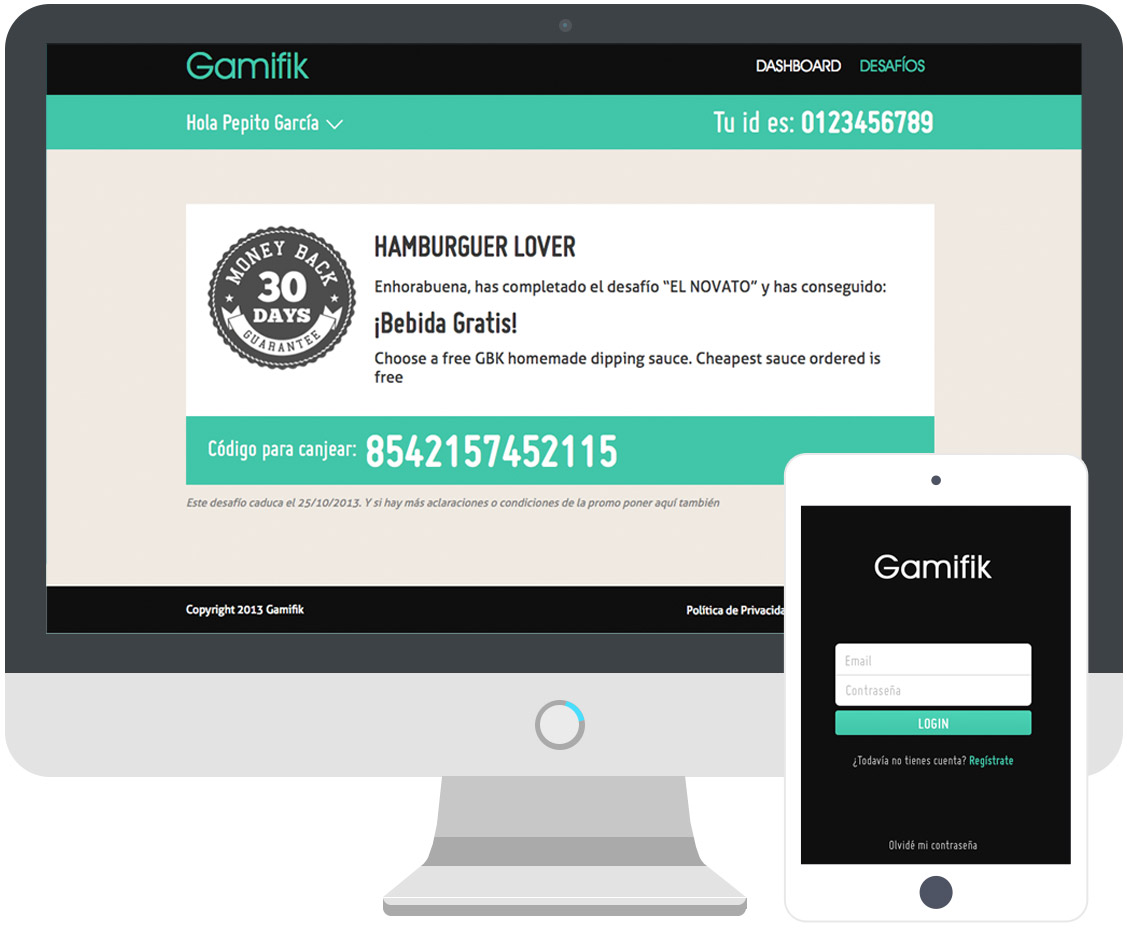 Gamifik
DASHBOARD DESAFÍOS
Hola Pepito García
Tu id es: 0123456789
MONEY BACK
30
DAYS
GUARANTEE
HAMBURGUER LOVER
Enhorabuena, has completado el desafío “EL NOVATO” y has conseguido:
¡Bebida Gratis!
Choose a free GBK homemade dipping sauce. Cheapest sauce ordered is
free
Código para canjear: 8542157452115
Este desafío caduca el 25/10/2013. Y si hay más aclaraciones o condiciones de la promo poner aquí también
Copyright 2013 Gamifik
Política de Privacida
Gamifik
Email
Contraseña
LOGIN
¿Todavía no tienes cuenta? Regístrate
Olvidé mi contraseña